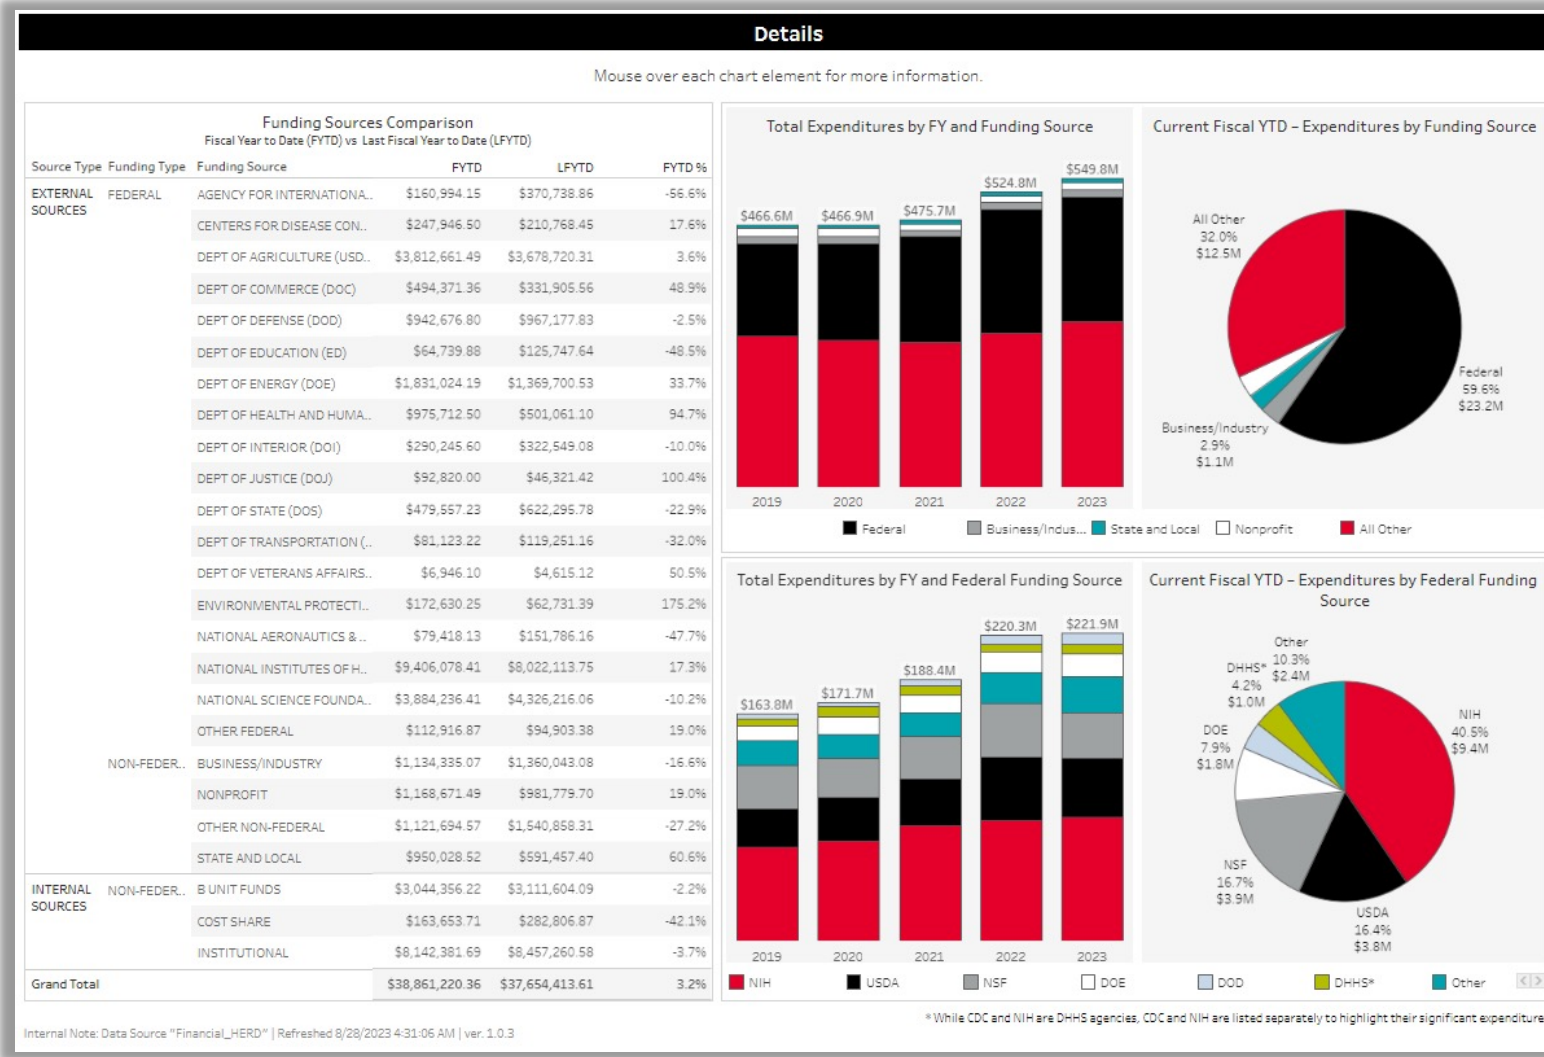 Details
Mouse over each chart element for more information.
Funding Sources Comparison
Fiscal Year to Date (FYTD) vs Last Fiscal Year to Date (LFYTD)
Source Type Funding Type Funding Source FYTD LFYTD FYTD %
EXTERNAL SOURCES FEDERAL AGENCY FOR INTERNATIONA.. $160,994.15 $370,738.86 -56.6%
CENTERS FOR DISEASE CON.. $247,946.50 $210,768.45 17.6%
DEPT OF AGRICULTURE (USD.. $3,812,661.49 $3,678,720.31 3.6%
DEPT OF COMMERCE (DOC) $494,371.36 $331,905.56 48.9%
DEPT OF DEFENSE (DOD) $942,676.80 $967,177.83 -2.5%
DEPT OF EDUCATION (ED) $64,739.88 $125,747.64 -48.5%
DEPT OF ENERGY (DOE) $1,831,024.19 $1,369,700.53 33.7%
DEPT OF HEALTH AND HUMA.. $975,712.50 $501,061.10 94.7%
DEPT OF INTERIOR (DOI) $290,245.60 $322,549.08 -10.0%
DEPT OF JUSTICE (DOJ) $92,820.00 $46,321.42 100.4%
DEPT OF STATE (DOS) $479,557.23 $622,295.78 -22.9%
DEPT OF TRANSPORTATION (.. $81,123.22 $119,251.16 -32.0%
DEPT OF VETERANS AFFAIRS.. $6,946.10 $4,615.12 50.5%
ENVIRONMENTAL PROTECTI.. $172,630.25 $62,731.39 175.2%
NATIONAL AERONAUTICS & .. $79,418.13 $151,786.16 -47.7%
NATIONAL INSTITUTES OF H.. $9,406,078.41 $8,022,113.75 17.3%
NATIONAL SCIENCE FOUNDA.. $3,884,236.41 $4,326,216.06 -10.2%
OTHER FEDERAL $112,916.87 $94,903.38 19.0%
NON-FEDER.. BUSINESS/INDUSTRY $1,134,335.07 $1,360,043.08 -16.6%
NONPROFIT $1,168,671.49 $981,779.70 19.0%
OTHER NON-FEDERAL $1,121,694.57 $1,540,858.31 -27.2%
STATE AND LOCAL $950,028.52 $591,457.40 60.6%
INTERNAL SOURCES NON-FEDER.. B UNIT FUNDS $3,044,356.22 $3,111,604.09 -2.2%
COST SHARE $163,653.71 $282,806.87 -42.1%
INSTITUTIONAL $8,142,381.69 $8,457,260.58 -3.7%
Grand Total $38,861,220.36 $37,654,413.61 3.2%
Internal Note: Data Source "Financial_HERD" | Refreshed 8/28/2023 4:31:06 AM | ver. 1.0.3
Total Expenditures by FY and Funding Source
$466.6M $466.9M $475.7M $524.8M $549.8M
2019 2020 2021 2022 2023
Current Fiscal YTD – Expenditures by Funding Source
All Other
32.0%
$12.5M
Federal
59.6%
$23.2M
Business/Industry
2.9%
$1.1M
Federal Business/Indus... State and Local Nonprofit All Other
Total Expenditures by FY and Federal Funding Source
$163.8M $171.7M $188.4M $220.3M $221.9M
2019 2020 2021 2022 2023
Current Fiscal YTD – Expenditures by Federal Funding
Source
Other
10.3%
$2.4M
DHHS*
4.2%
$1.0M
DOE
7.9%
$1.8M
NIH
40.5%
$9.4M
NSF
16.7%
$3.9M
USDA
16.4%
$3.8M
NIH USDA NSF DOE DOD DHHS* Other
* While CDC and NIH are DHHS agencies, CDC and NIH are listed separately to highlight their significant expenditure